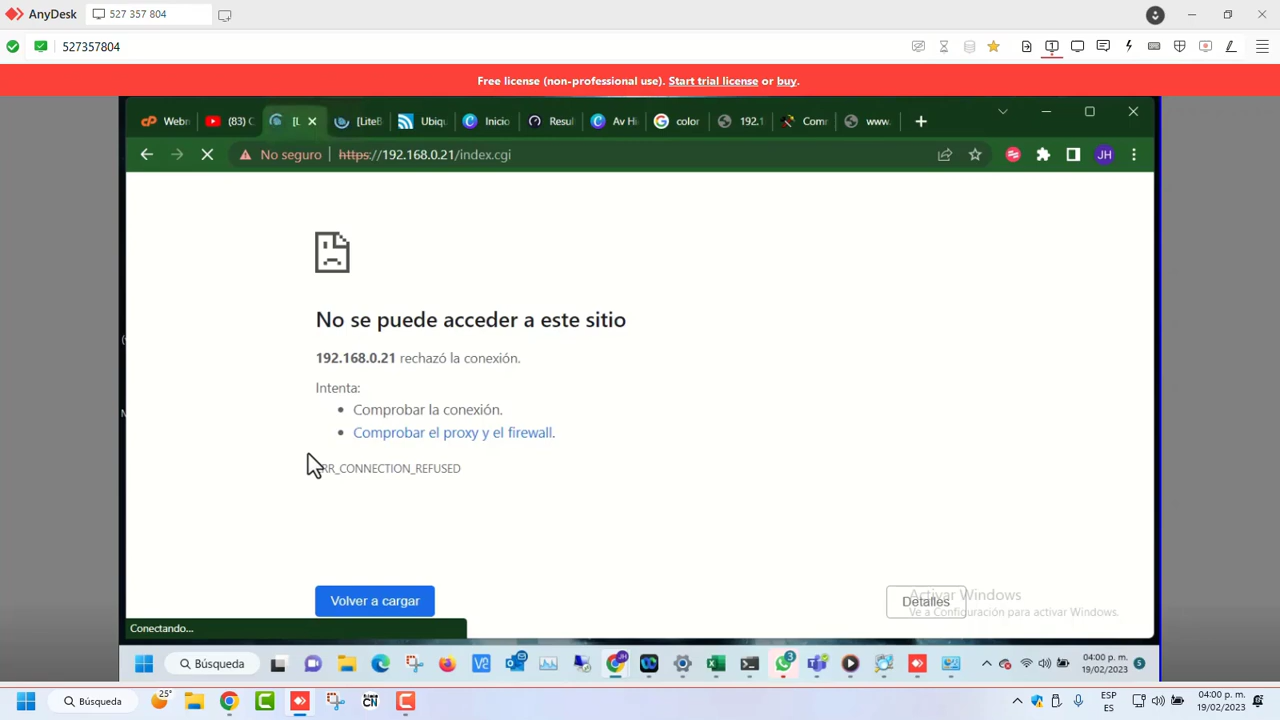 AnyDesk
527 357 804
527357804
Free license (non-professional use). Start trial license or buy.
Webn
(83) C
[L
[LiteB
Ubiqu
Inicio
Resul
Av Hi
color
192.1
Comr
www.
No seguro
https://192.168.0.21/index.cgi
JH
No se puede acceder a este sitio
192.168.0.21 rechazó la conexión.
Intenta:
Comprobar la conexión.
Comprobar el proxy y el firewall.
RR_CONNECTION_REFUSED
Volver a cargar
Detalles
Activar Windows
Ve a Configuración para activar Windows.
Conectando...
Búsqueda
3
04:00 p. m.
19/02/2023
5
25°
Búsqueda
ESP
ES
04:00 p. m.
19/02/2023